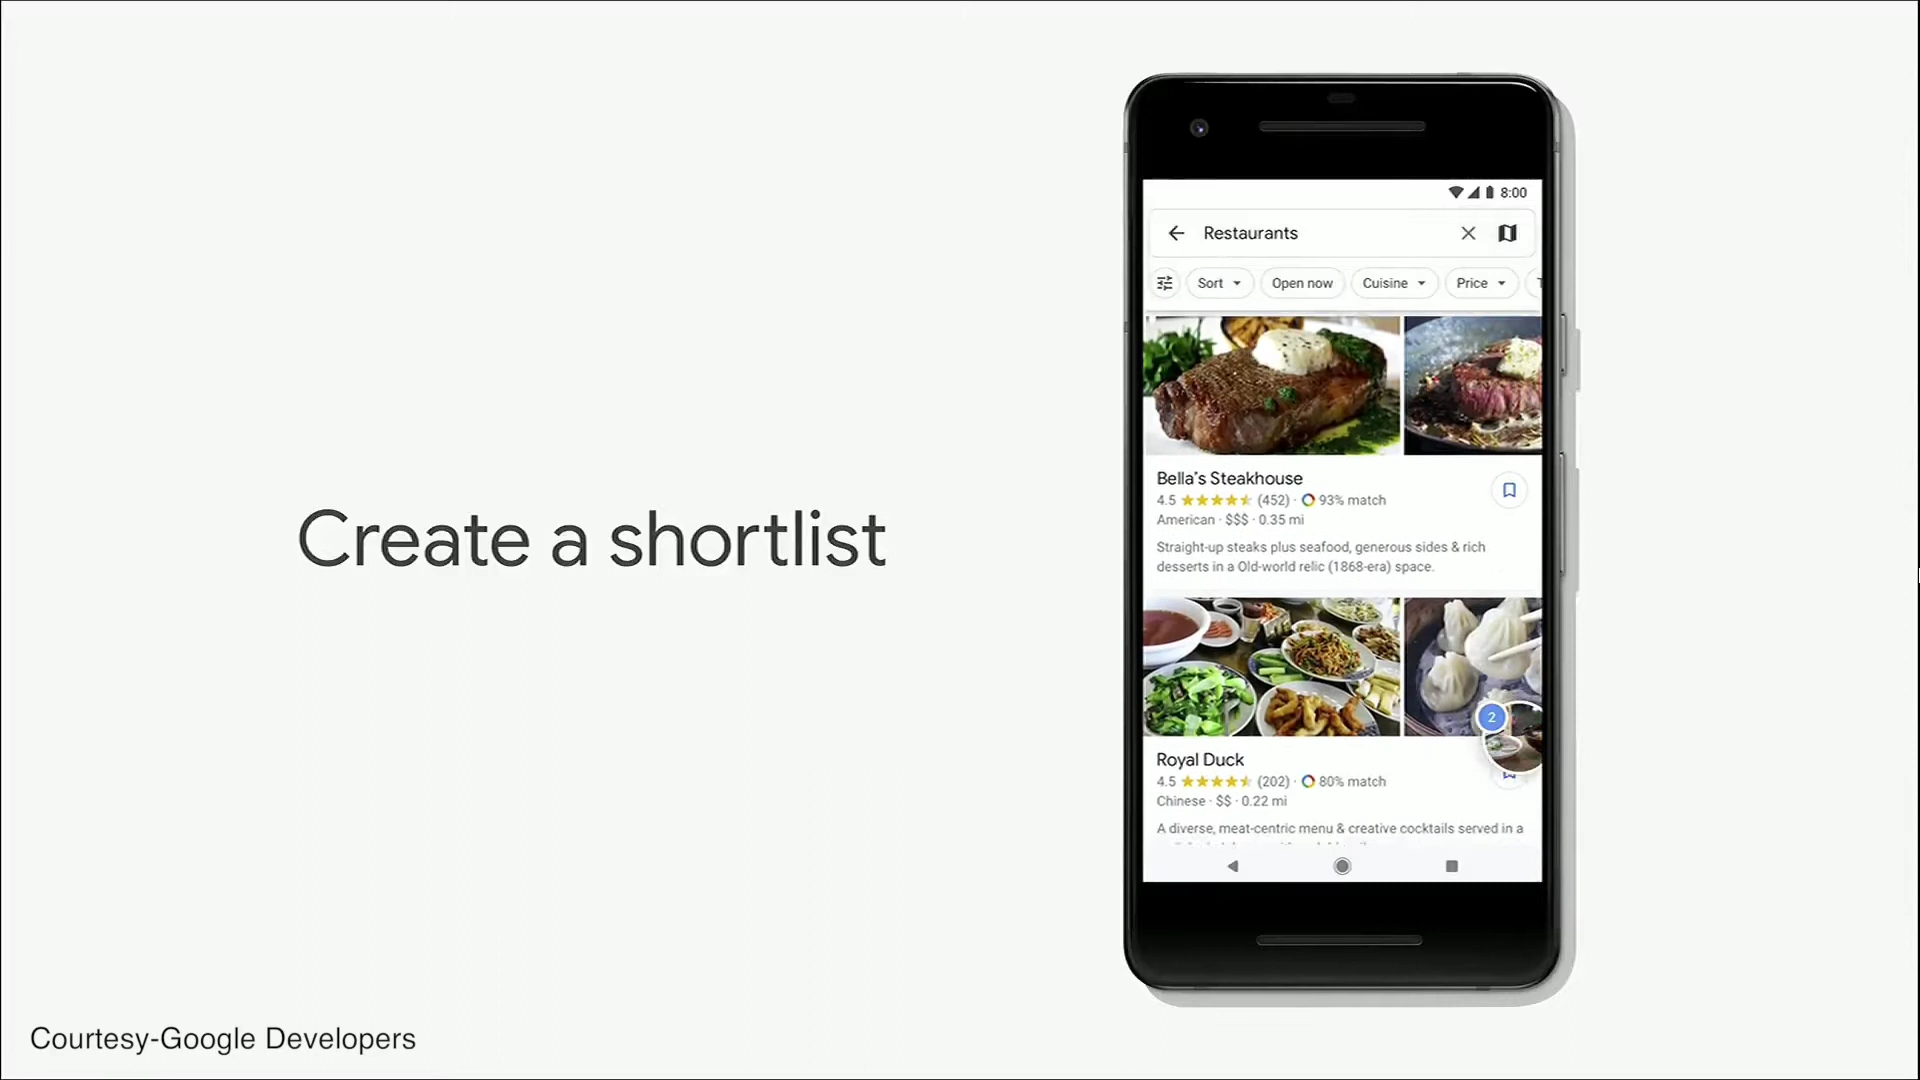 Create a shortlist
8:00
Restaurants
Sort
Open now
Cuisine
Price
Bella's Steakhouse
4.5 (452) · 93% match
American · $$$ · 0.35 mi
Straight-up steaks plus seafood, generous sides & rich
desserts in a Old-world relic (1868-era) space.
2
Royal Duck
4.5 (202) · 80% match
Chinese · $$ · 0.22 mi
A diverse, meat-centric menu & creative cocktails served in a
Courtesy-Google Developers